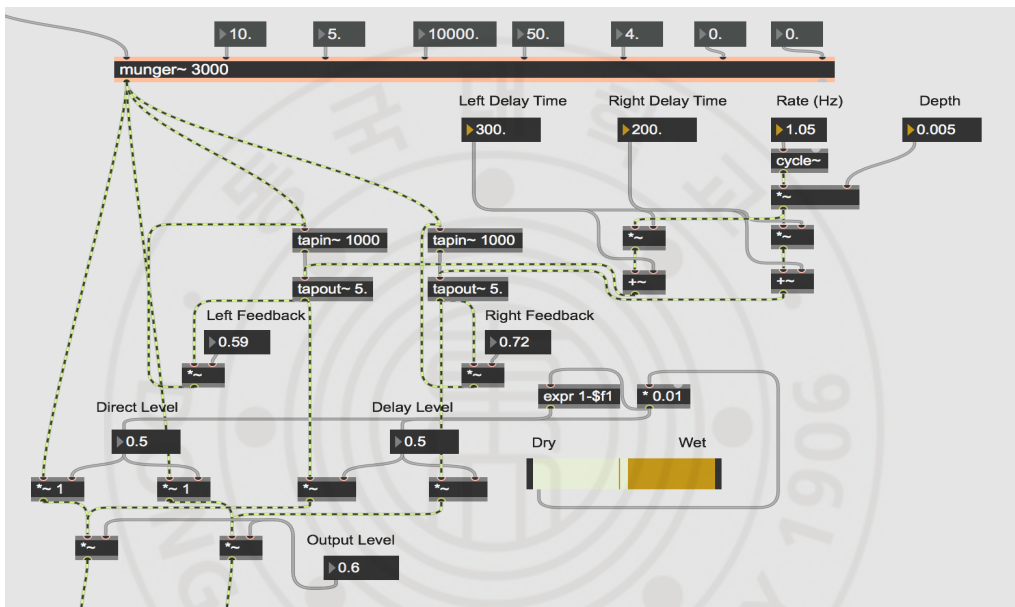 10.
5.
10000.
50.
4.
0.
0.
munger~ 3000
Left Delay Time
Right Delay Time
Rate (Hz)
Depth
300.
200.
1.05
0.005
cycle~
*~
tapin~ 1000
tapin~ 1000
*~
*~
tapout~ 5.
tapout~ 5.
+~
+~
Left Feedback
Right Feedback
0.59
0.72
*~
*~
expr 1-$f1
* 0.01
Direct Level
Delay Level
0.5
0.5
Dry
Wet
*~ 1
*~ 1
*~
*~
*~
*~
Output Level
0.6
1906